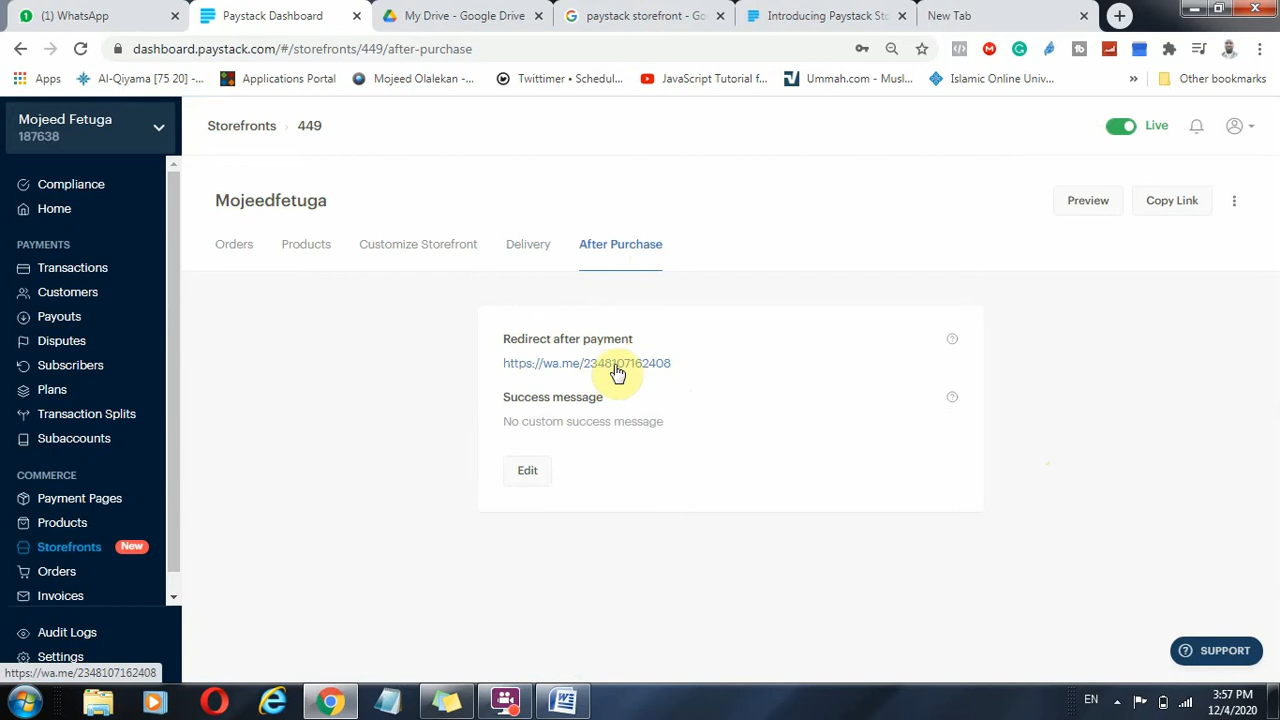 (1) WhatsApp
Paystack Dashboard
My Drive - Google Drive
paystack storefront - Go
Introducing Paystack Sto
New Tab
dashboard.paystack.com/#/storefronts/449/after-purchase
Apps
Al-Qiyama [75 20] -...
Applications Portal
Mojeed Olalekan -...
Twittimer • Schedul...
JavaScript Tutorial f...
Ummah.com - Musl...
Islamic Online Univ...
»
Other bookmarks
Mojeed Fetuga
187638
Storefronts › 449
Live
Compliance
Home
PAYMENTS
Transactions
Customers
Payouts
Disputes
Subscribers
Plans
Transaction Splits
Subaccounts
COMMERCE
Payment Pages
Products
Storefronts New
Orders
Invoices
Audit Logs
Settings
Mojeedfetuga
Preview
Copy Link
Orders
Products
Customize Storefront
Delivery
After Purchase
Redirect after payment
https://wa.me/2348107162408
Success message
No custom success message
Edit
SUPPORT
https://wa.me/2348107162408
EN
3:57 PM
12/4/2020